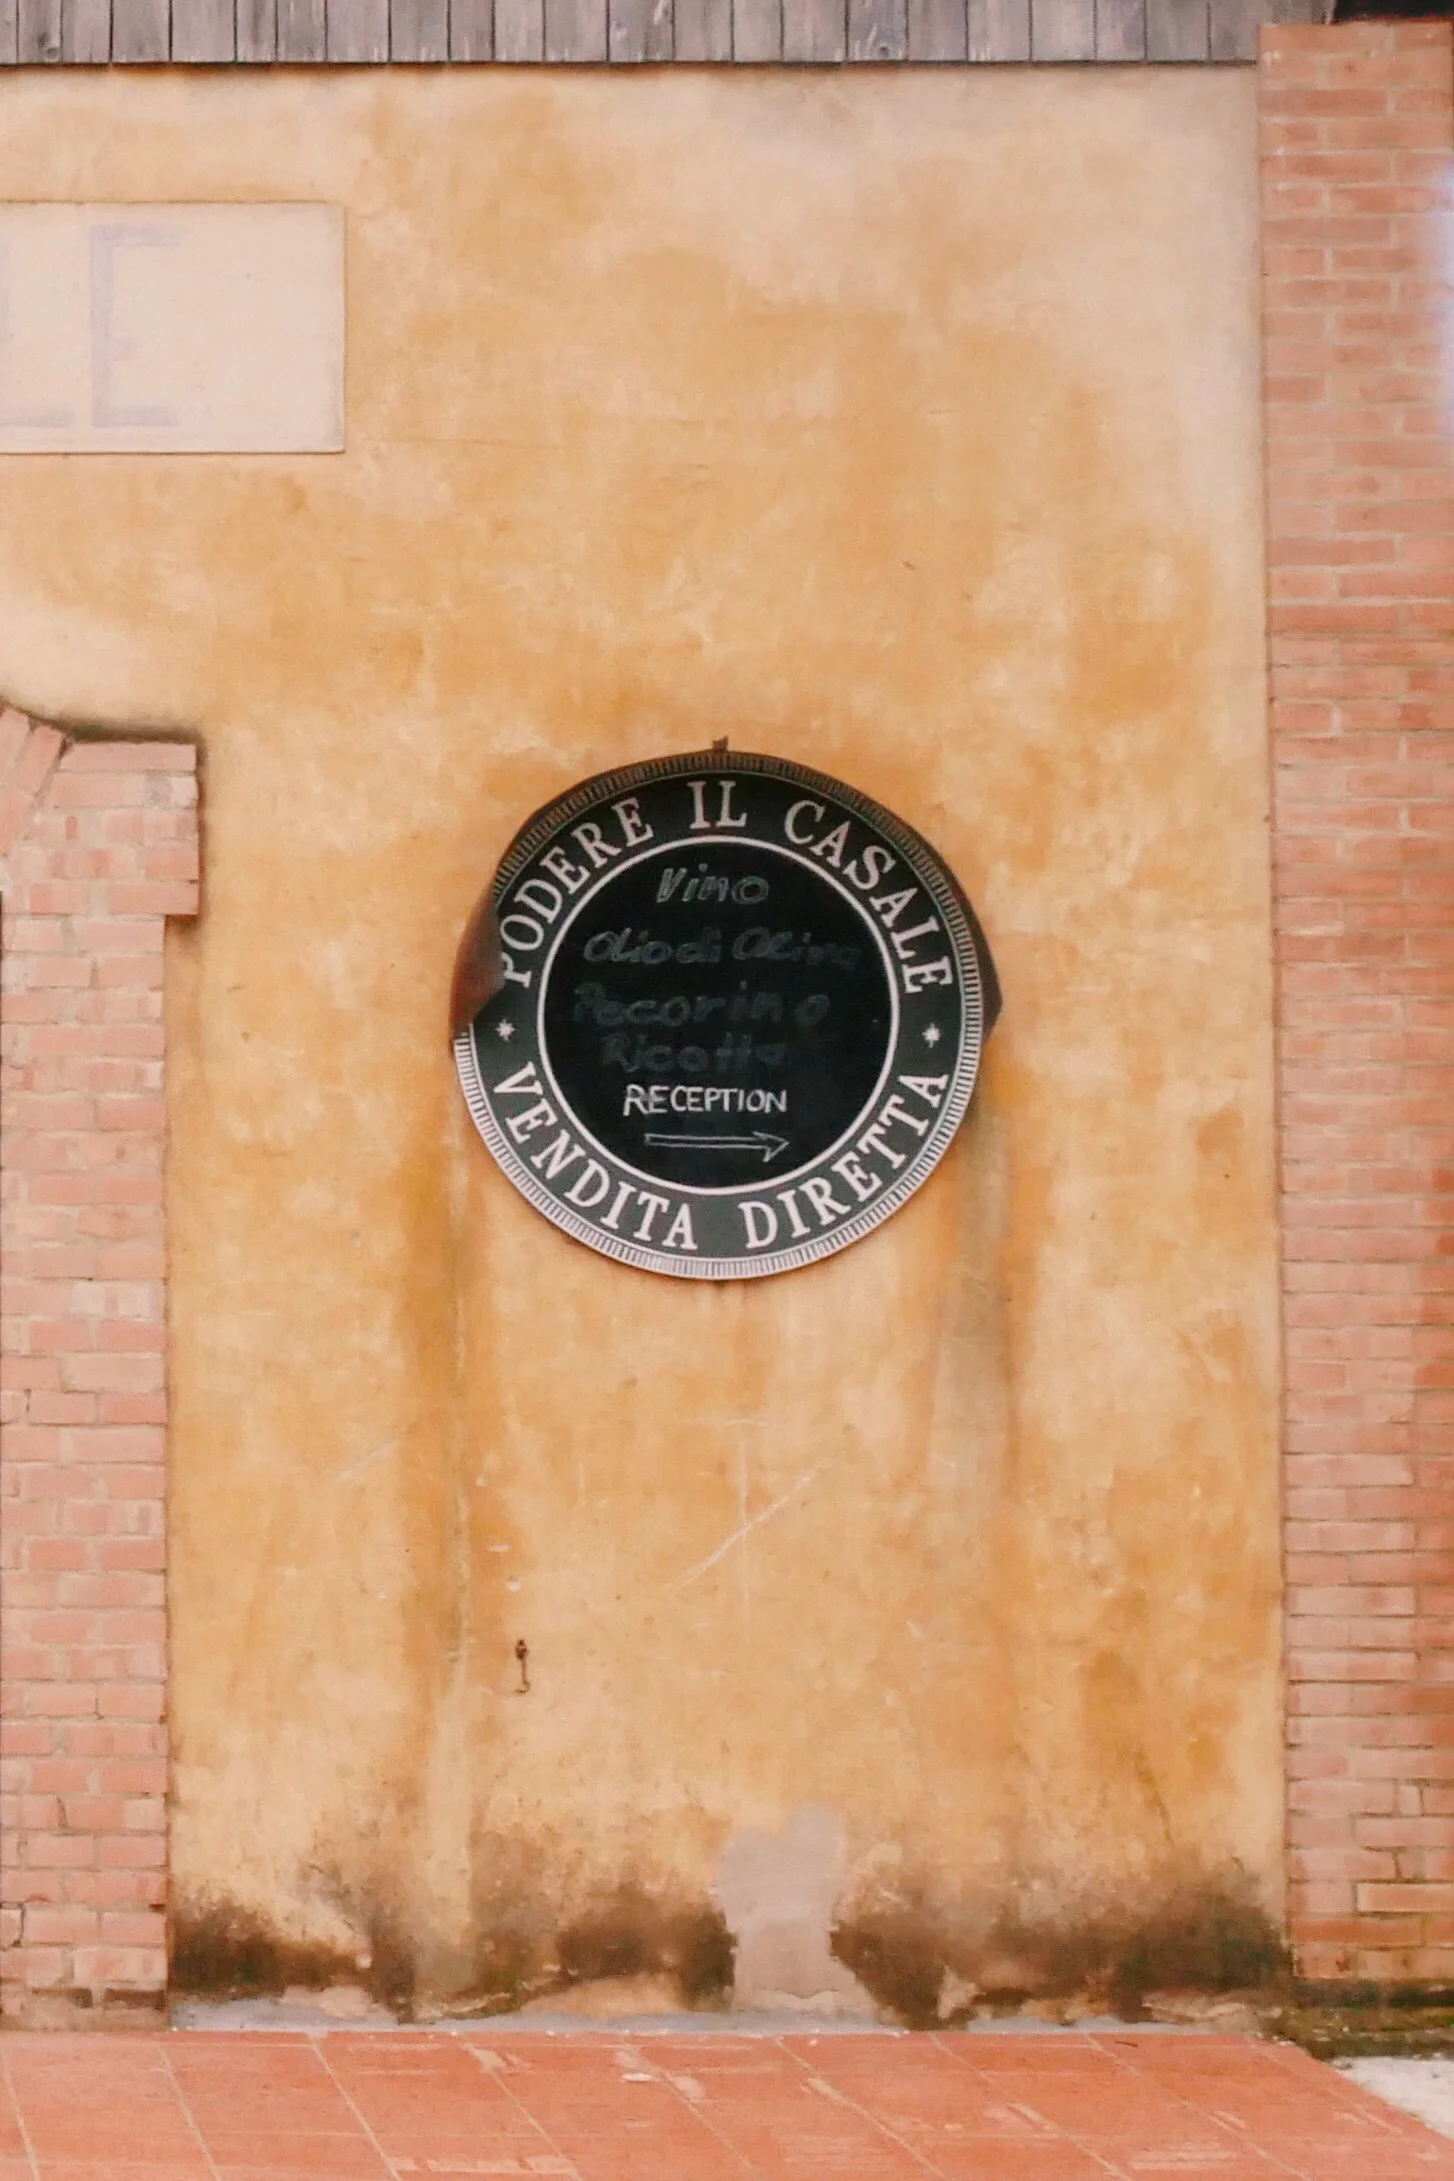 PODERE IL CASALE
Vino
Olio di Oliva
Pecorino
Ricotta
RECEPTION
VENDITA DIRETTA